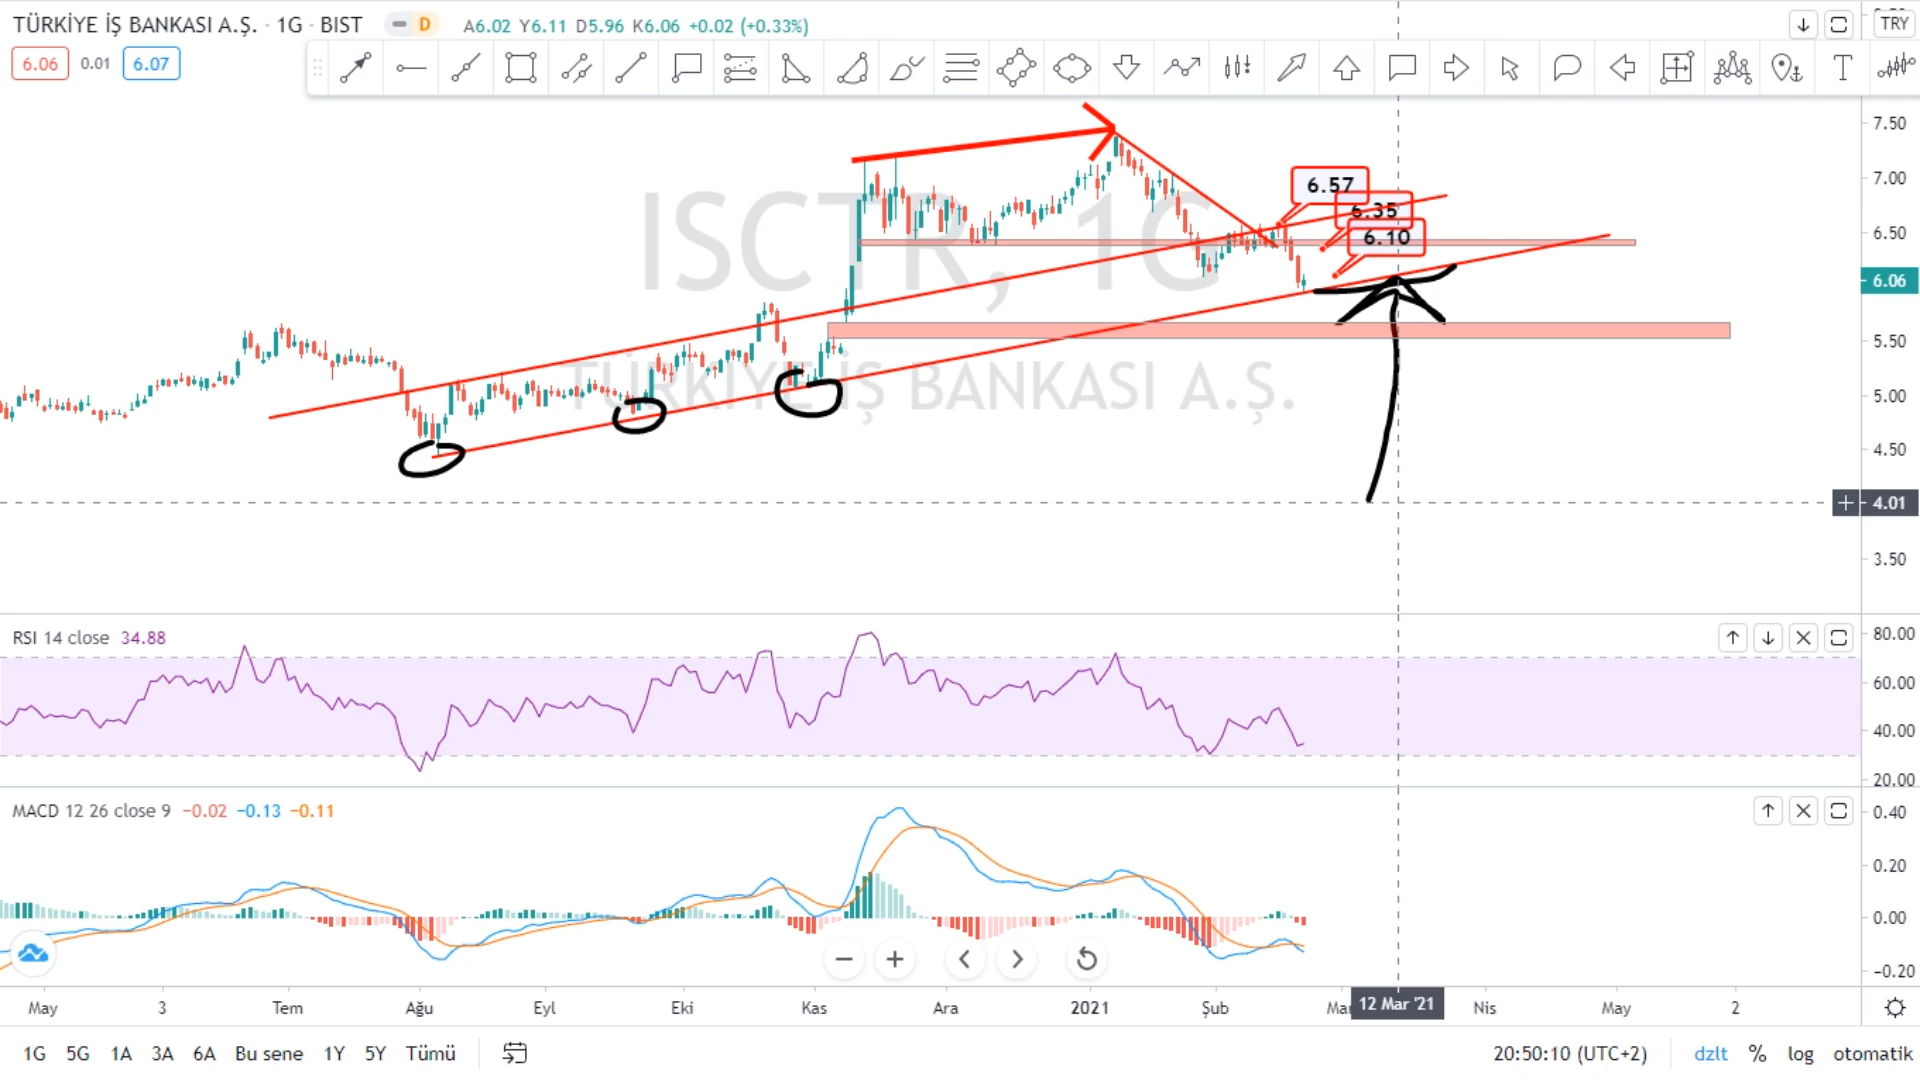 TÜRKİYE İŞ BANKASI A.Ş. · 1G · BIST D A6.02 Y6.11 D5.96 K6.06 +0.02 (+0.33%) TRY
6.06 0.01 6.07
T
7.50
7.00
6.57
6.35
6.50
6.10
ISCTR, 1G
6.06
5.50
TÜRKİYE İŞ BANKASI A.Ş.
5.00
4.50
4.01
3.50
RSI 14 close 34.88
80.00
60.00
40.00
20.00
MACD 12 26 close 9 −0.02 −0.13 −0.11
0.40
0.20
0.00
−0.20
May 3 Tem Ağu Eyl Eki Kas Ara 2021 Şub Mar 12 Mar '21 Nis May 2
1G 5G 1A 3A 6A Bu sene 1Y 5Y Tümü 20:50:10 (UTC+2) dzlt % log otomatik